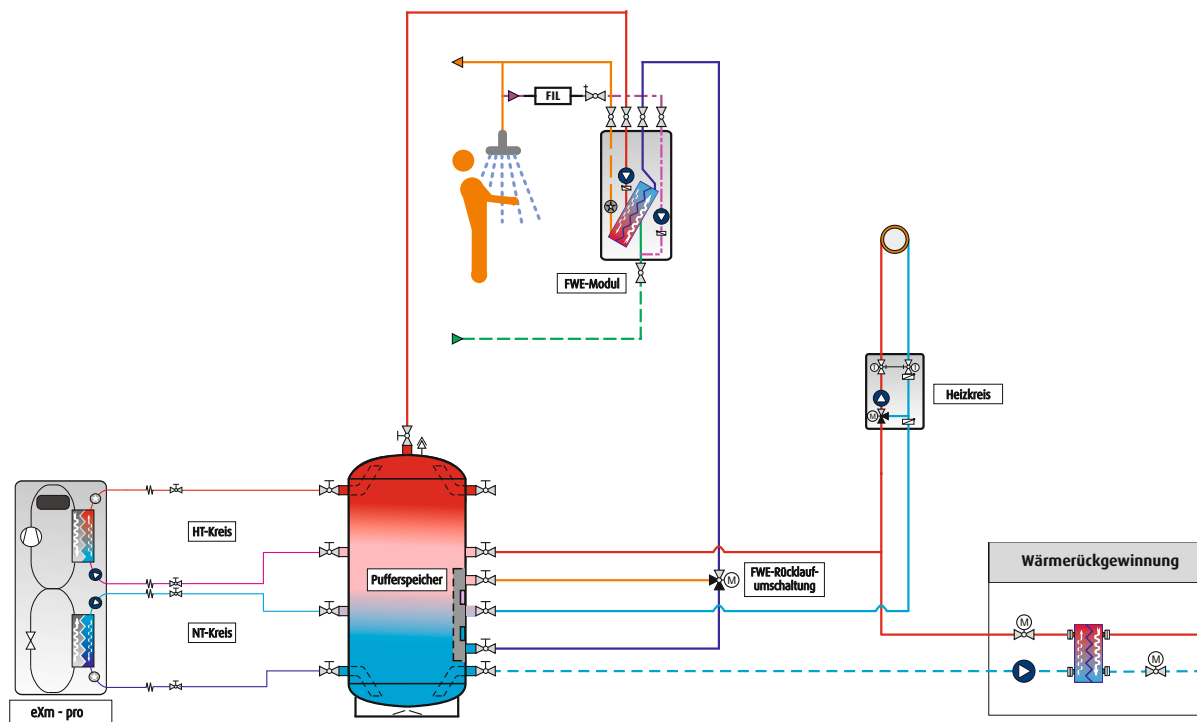 FIL
FWE-Modul
Heizkreis
HT-Kreis
Pufferspeicher
FWE-Rücklauf-
umschaltung
M
M
Wärmerückgewinnung
NT-Kreis
M
M
eXm - pro